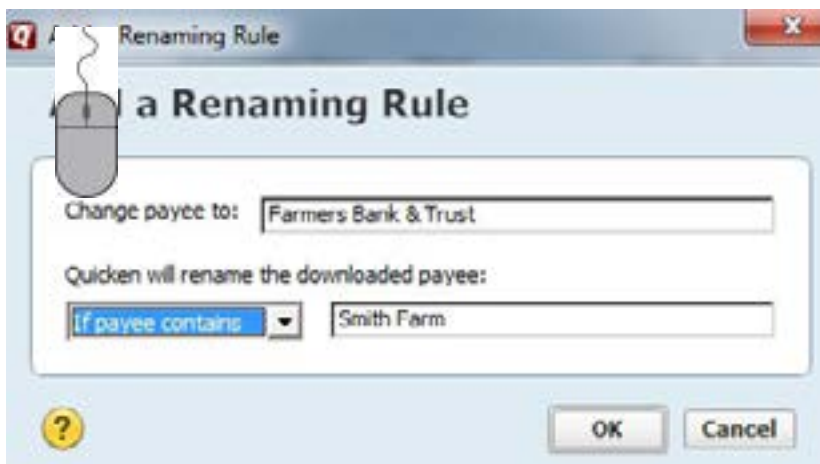 Renaming Rule
a Renaming Rule
Change payee to: Farmers Bank & Trust
Quicken will rename the downloaded payee:
If payee contains Smith Farm
? OK Cancel